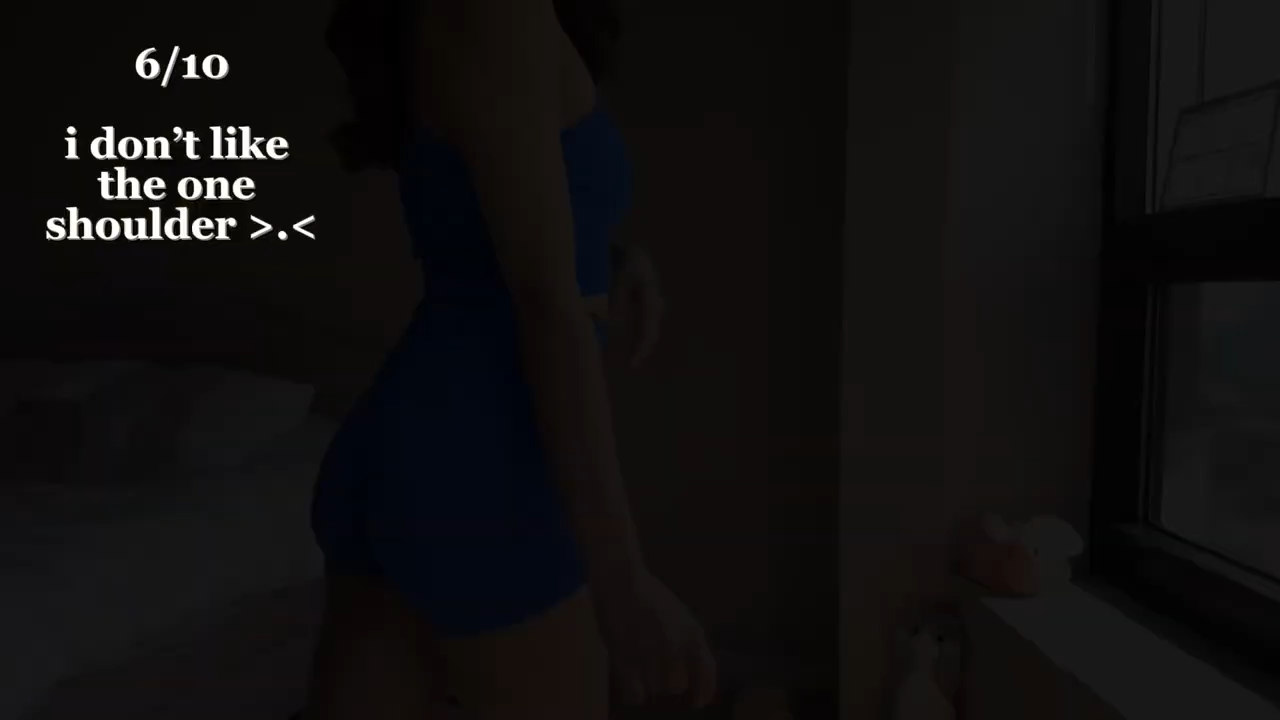 6/10
i don’t like
the one
shoulder >.<